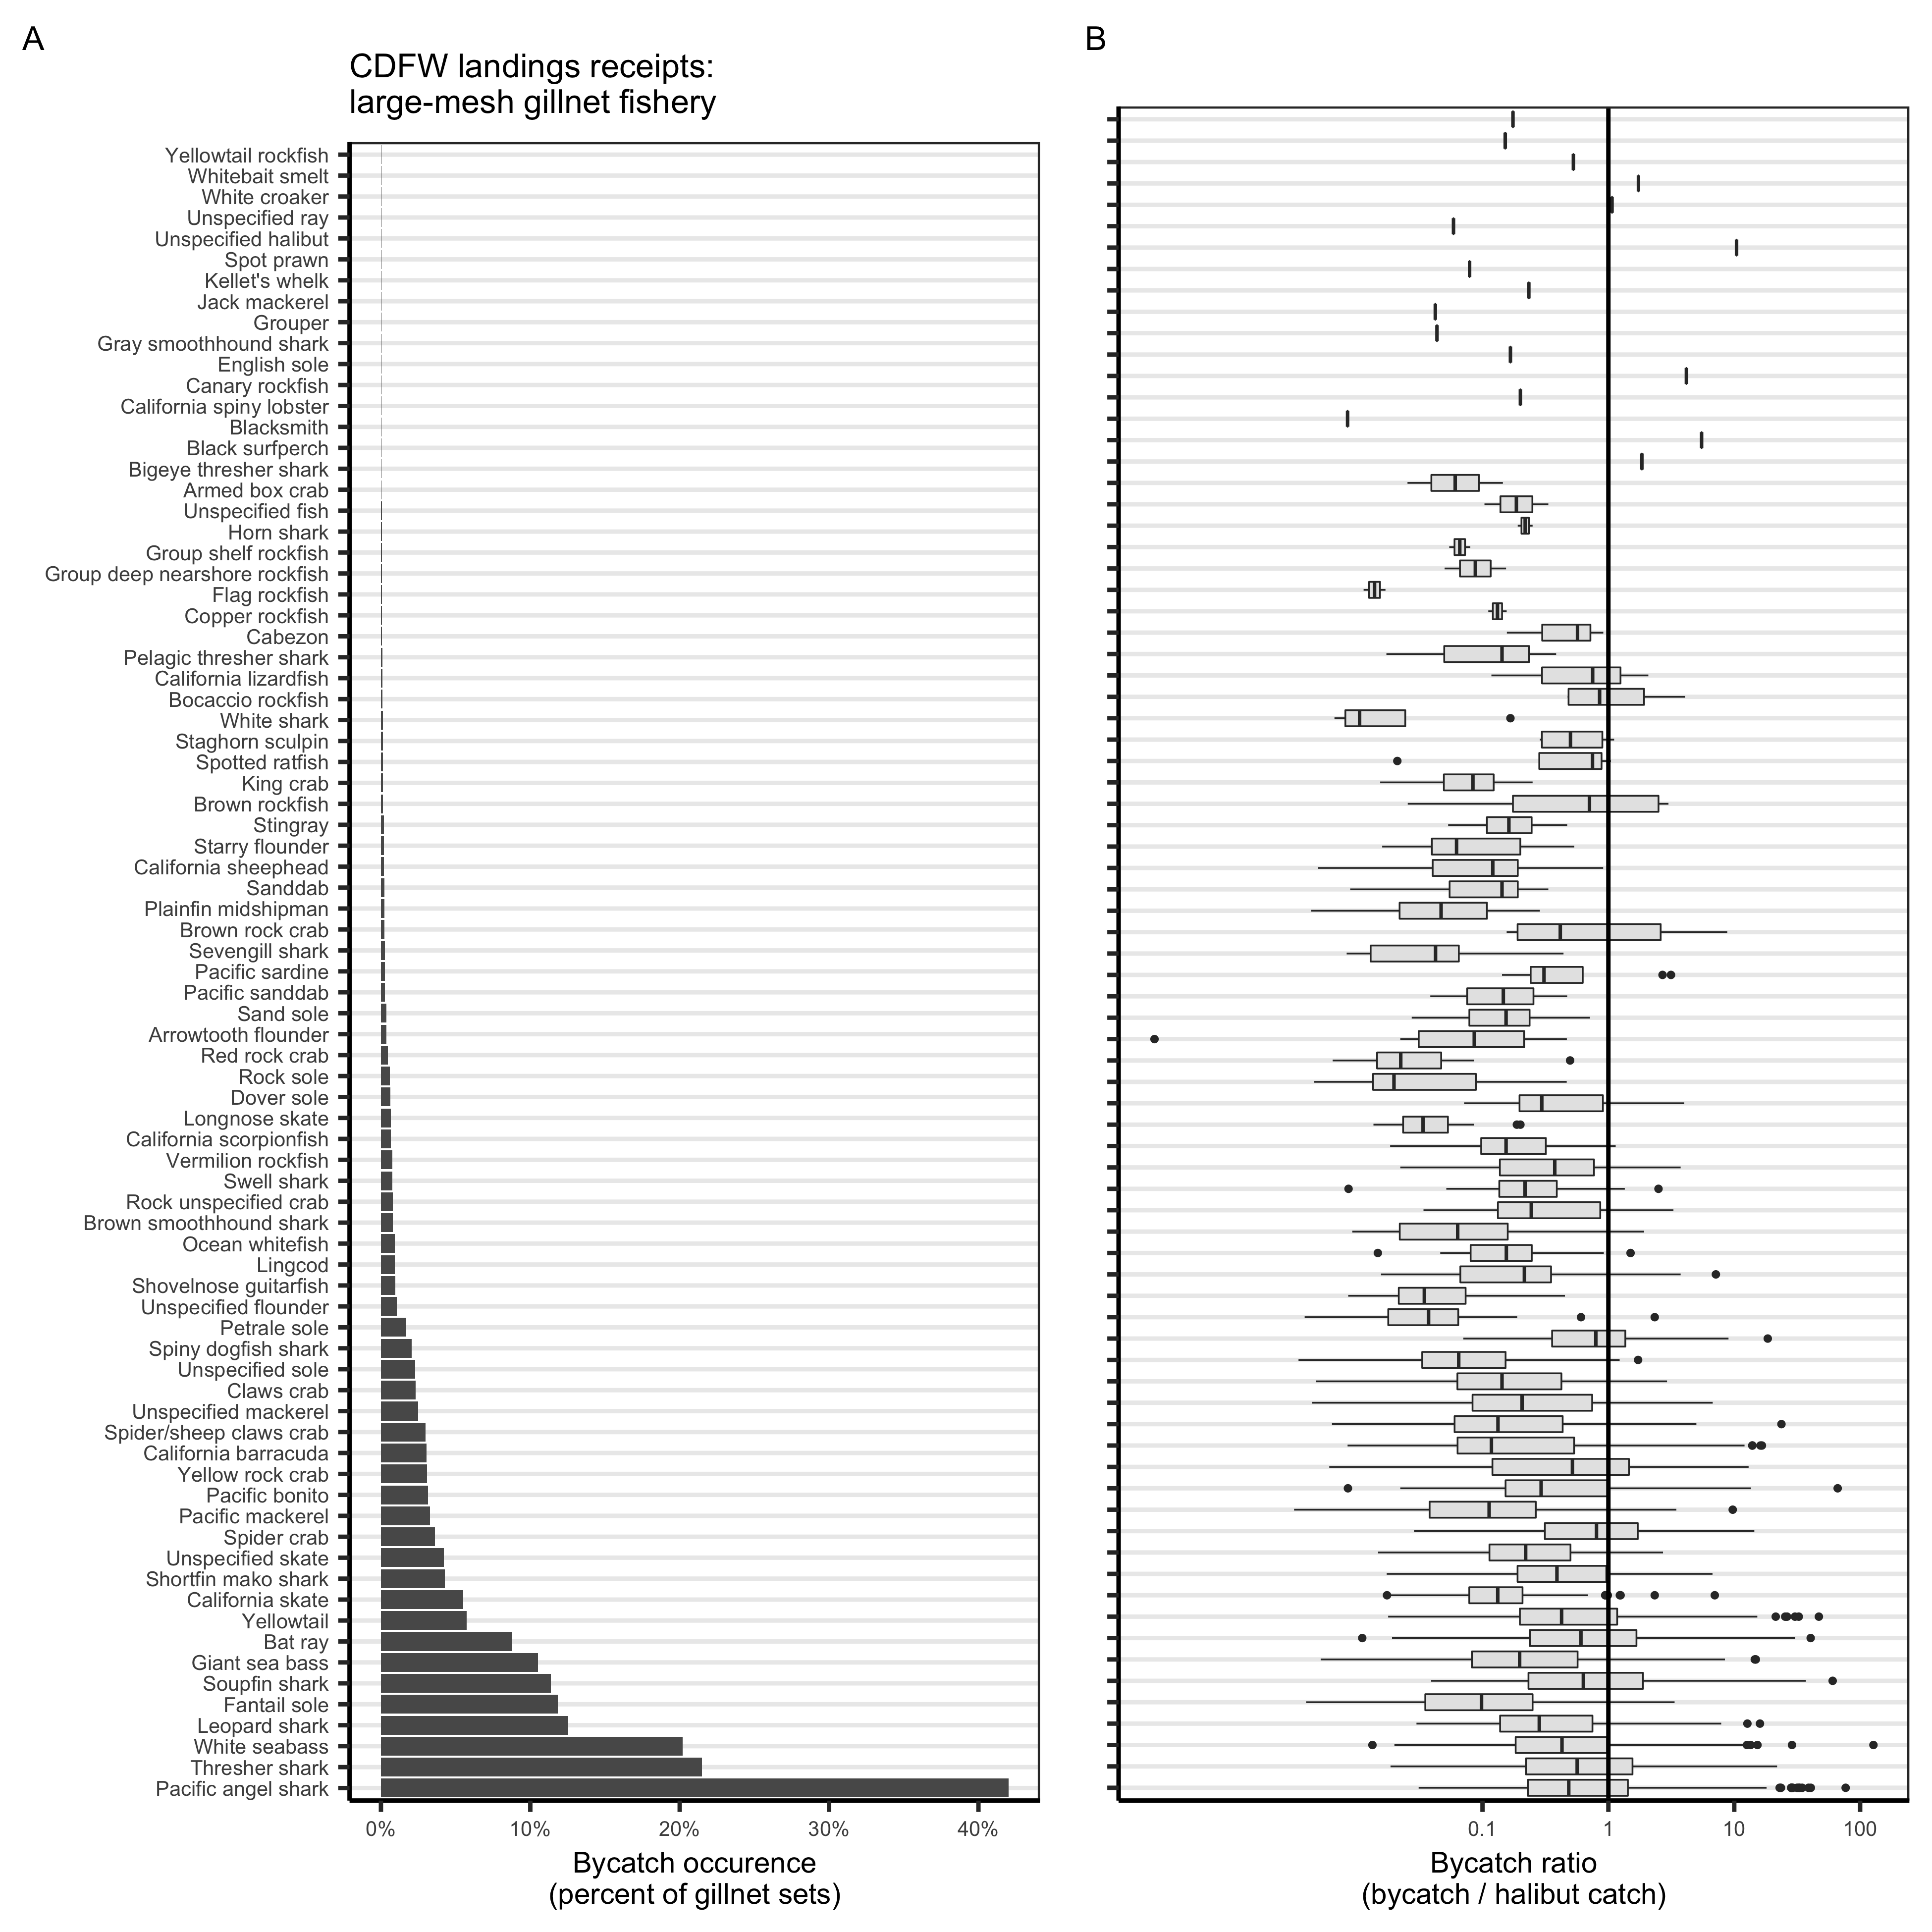 A
B
CDFW landings receipts:
large-mesh gillnet fishery
Yellowtail rockfish
Whitebait smelt
White croaker
Unspecified ray
Unspecified halibut
Spot prawn
Kellet's whelk
Jack mackerel
Grouper
Gray smoothhound shark
English sole
Canary rockfish
California spiny lobster
Blacksmith
Black surfperch
Bigeye thresher shark
Armed box crab
Unspecified fish
Horn shark
Group shelf rockfish
Group deep nearshore rockfish
Flag rockfish
Copper rockfish
Cabezon
Pelagic thresher shark
California lizardfish
Bocaccio rockfish
White shark
Staghorn sculpin
Spotted ratfish
King crab
Brown rockfish
Stingray
Starry flounder
California sheephead
Sanddab
Plainfin midshipman
Brown rock crab
Sevengill shark
Pacific sardine
Pacific sanddab
Sand sole
Arrowtooth flounder
Red rock crab
Rock sole
Dover sole
Longnose skate
California scorpionfish
Vermilion rockfish
Swell shark
Rock unspecified crab
Brown smoothhound shark
Ocean whitefish
Lingcod
Shovelnose guitarfish
Unspecified flounder
Petrale sole
Spiny dogfish shark
Unspecified sole
Claws crab
Unspecified mackerel
Spider/sheep claws crab
California barracuda
Yellow rock crab
Pacific bonito
Pacific mackerel
Spider crab
Unspecified skate
Shortfin mako shark
California skate
Yellowtail
Bat ray
Giant sea bass
Soupfin shark
Fantail sole
Leopard shark
White seabass
Thresher shark
Pacific angel shark
0% 10% 20% 30% 40%
Bycatch occurence
(percent of gillnet sets)
0.1 1 10 100
Bycatch ratio
(bycatch / halibut catch)